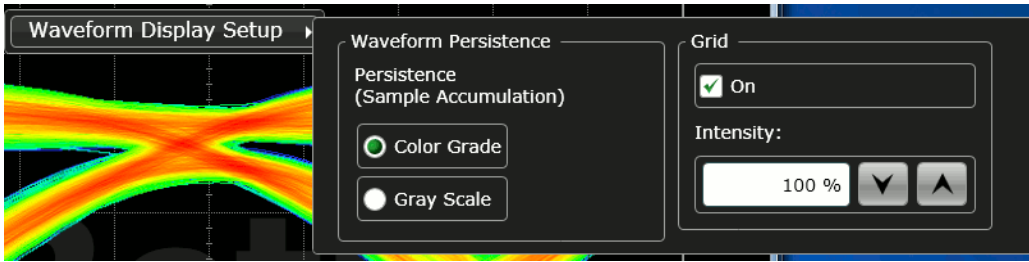 Waveform Display Setup
Waveform Persistence
Persistence
(Sample Accumulation)
Color Grade
Gray Scale
Grid
On
Intensity:
100 %